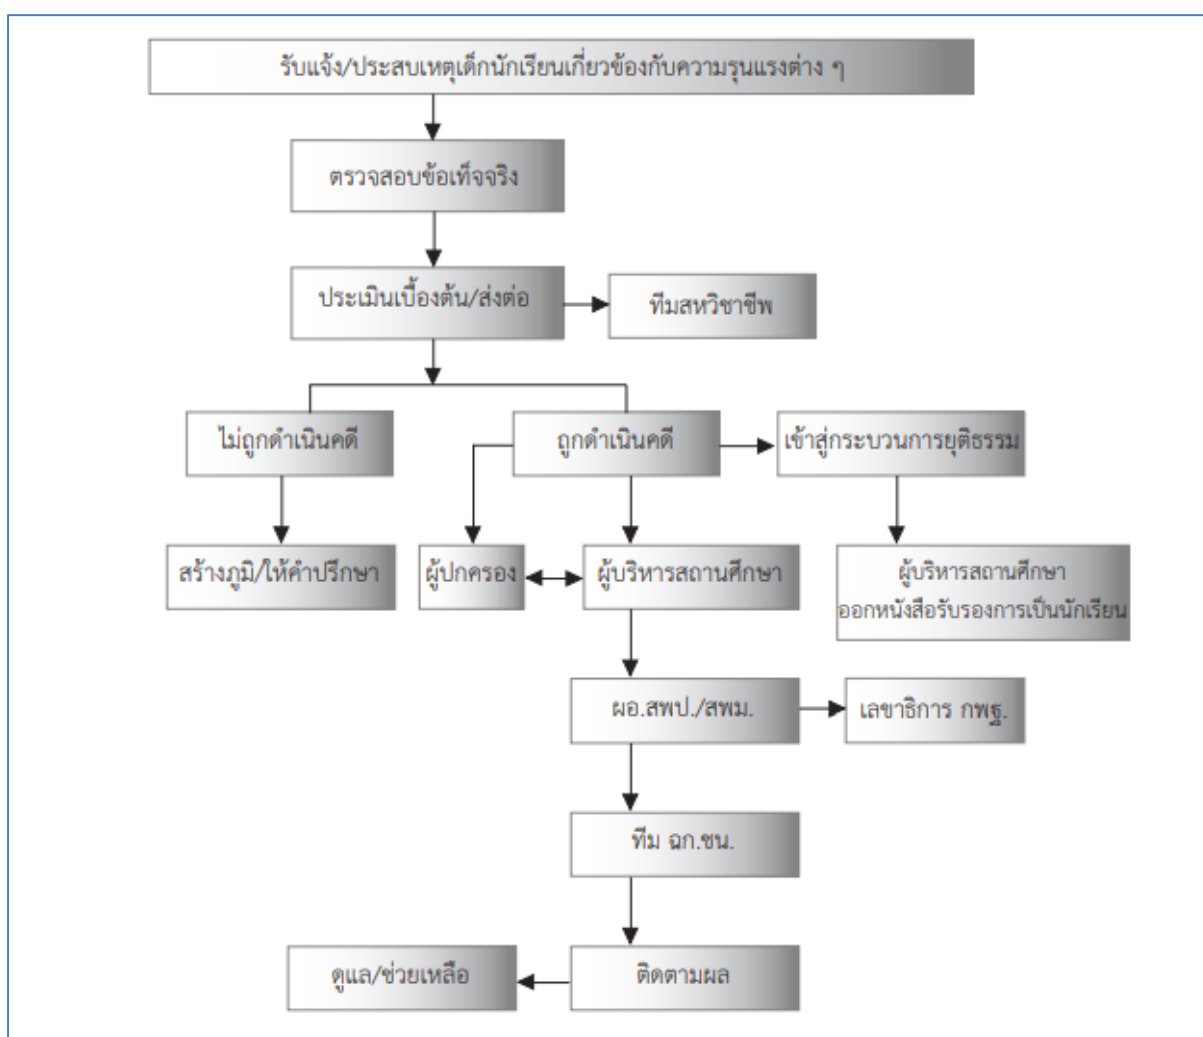 รับแจ้ง/ประสบเหตุเด็กนักเรียนเกี่ยวข้องกับความรุนแรงต่าง ๆ
ตรวจสอบข้อเท็จจริง
ประเมินเบื้องต้น/ส่งต่อ
ทีมสหวิชาชีพ
ไม่ถูกดำเนินคดี
ถูกดำเนินคดี
เข้าสู่กระบวนการยุติธรรม
สร้างภูมิ/ให้คำปรึกษา
ผู้ปกครอง
ผู้บริหารสถานศึกษา
ผู้บริหารสถานศึกษา
ออกหนังสือรับรองการเป็นนักเรียน
ผอ.สพป./สพม.
เลขาธิการ กพฐ.
ทีม ฉก.ชน.
ดูแล/ช่วยเหลือ
ติดตามผล